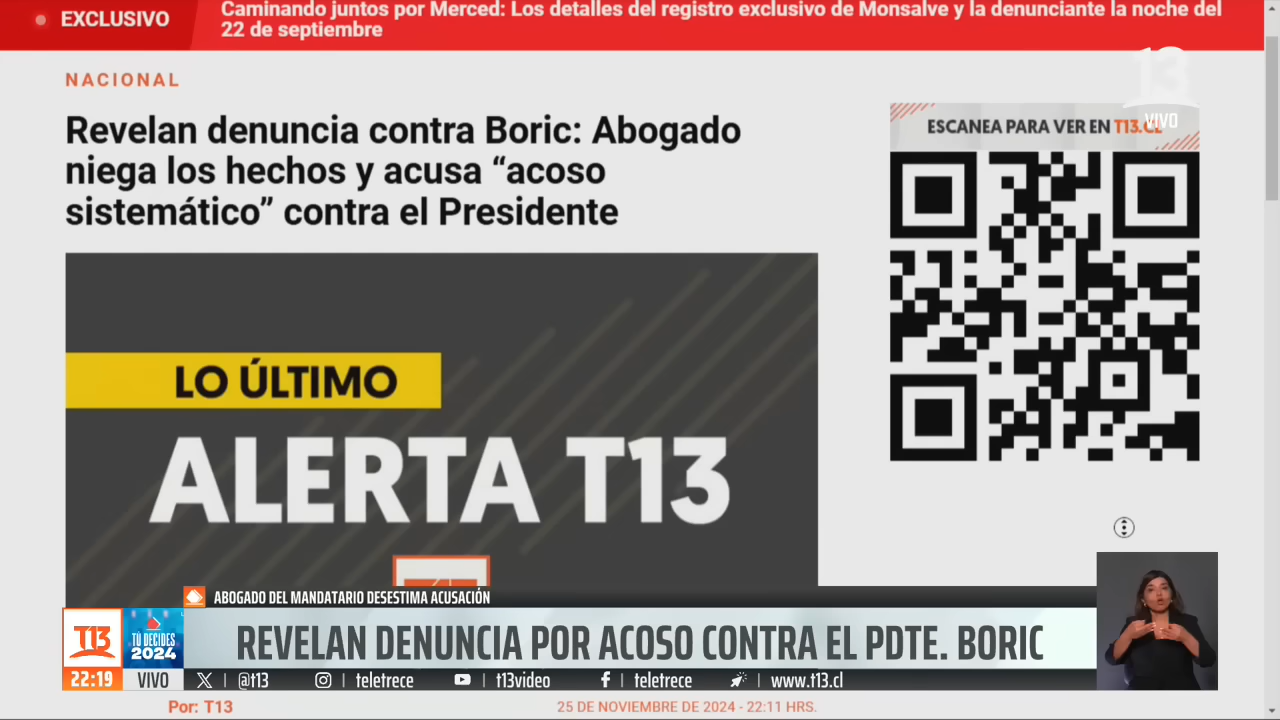 EXCLUSIVO
Caminando juntos por Merced: Los detalles del registro exclusivo de Monsalve y la denunciante la noche del
22 de septiembre
NACIONAL
Revelan denuncia contra Boric: Abogado
niega los hechos y acusa “acoso
sistemático” contra el Presidente
13
VIVO
ESCANEA PARA VER EN T13.CL
LO ÚLTIMO
ALERTA T13
ABOGADO DEL MANDATARIO DESESTIMA ACUSACIÓN
T13
TÚ DECIDES
2024
REVELAN DENUNCIA POR ACOSO CONTRA EL PDTE. BORIC
22:19
VIVO
@t13
teletrece
t13video
teletrece
www.t13.cl
Por: T13
25 DE NOVIEMBRE DE 2024 - 22:11 HRS.